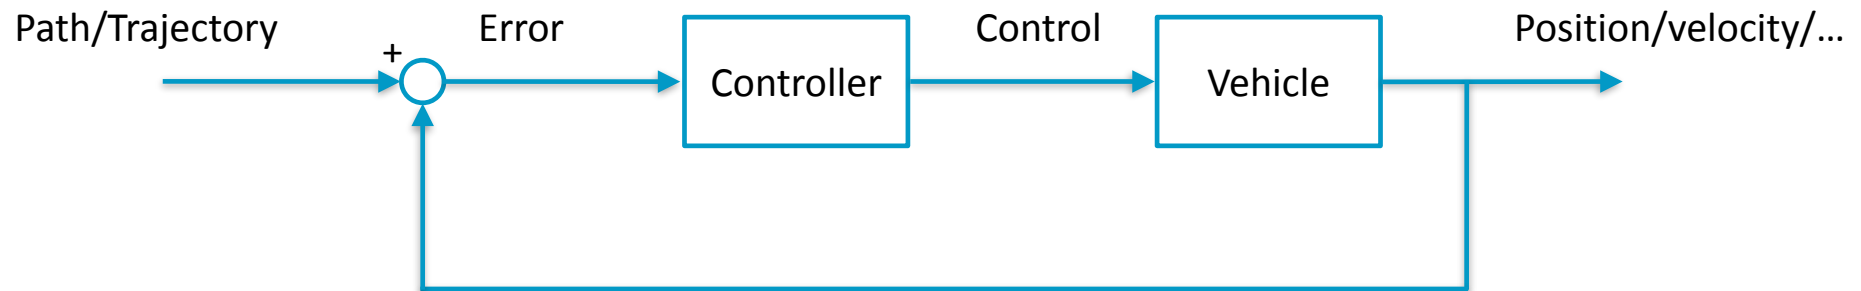 Path/Trajectory
+
Error
Controller
Control
Vehicle
Position/velocity/...